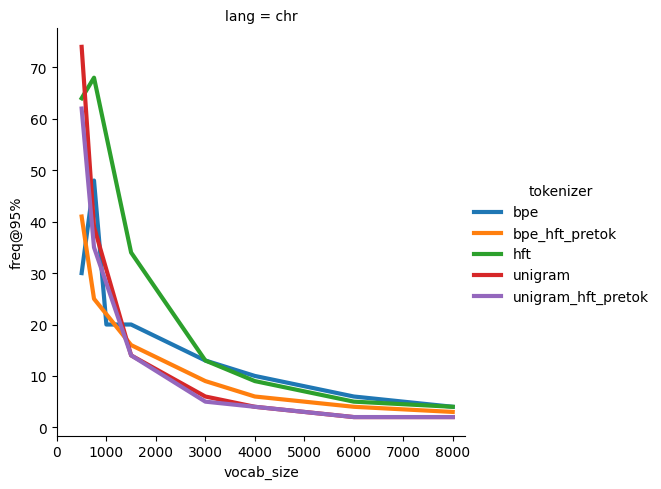 lang = chr
freq@95%
70
60
50
40
30
20
10
0
0 1000 2000 3000 4000 5000 6000 7000 8000
vocab_size
tokenizer
bpe
bpe_hft_pretok
hft
unigram
unigram_hft_pretok